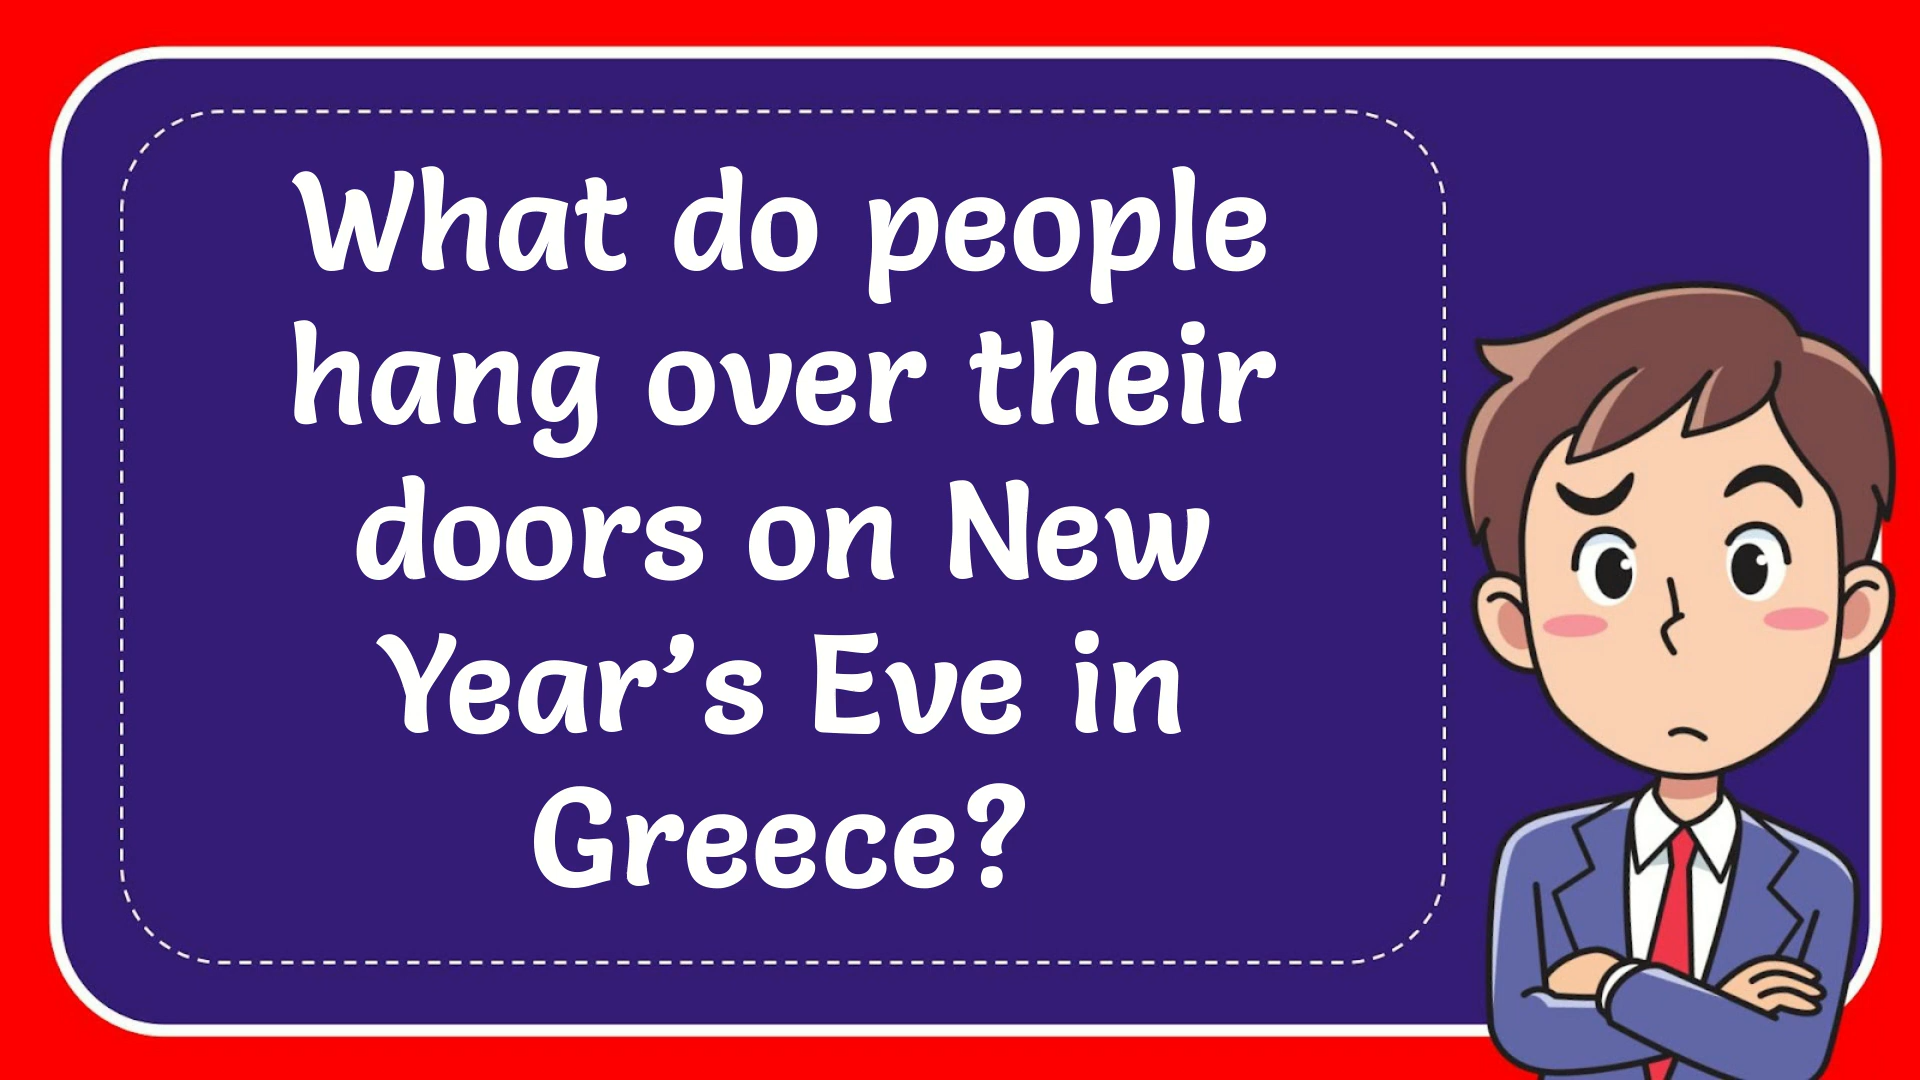 What do people
hang over their
doors on New
Year’s Eve in
Greece?